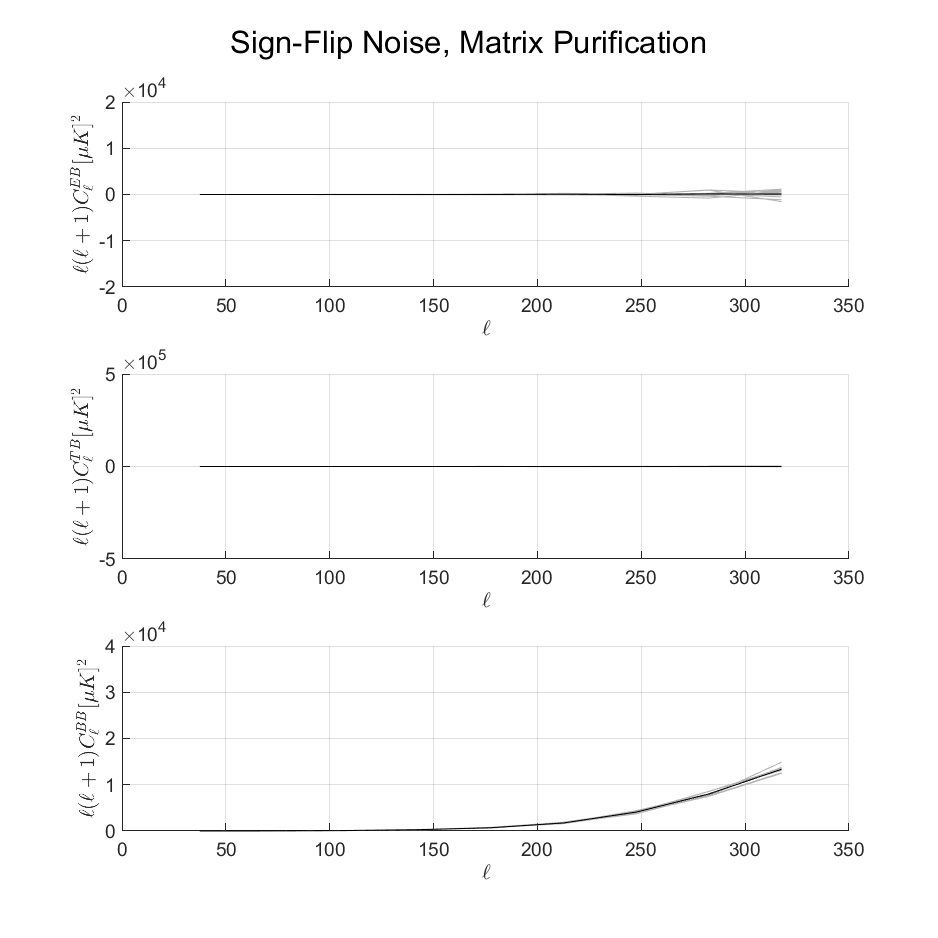 Sign-Flip Noise, Matrix Purification
×10⁴
2
1
0
-1
-2
ℓ(ℓ + 1)C_ℓ^{EB}[μK]²
0 50 100 150 200 250 300 350
ℓ
×10⁵
5
0
-5
ℓ(ℓ + 1)C_ℓ^{TB}[μK]²
0 50 100 150 200 250 300 350
ℓ
×10⁴
4
3
2
1
0
ℓ(ℓ + 1)C_ℓ^{BB}[μK]²
0 50 100 150 200 250 300 350
ℓ